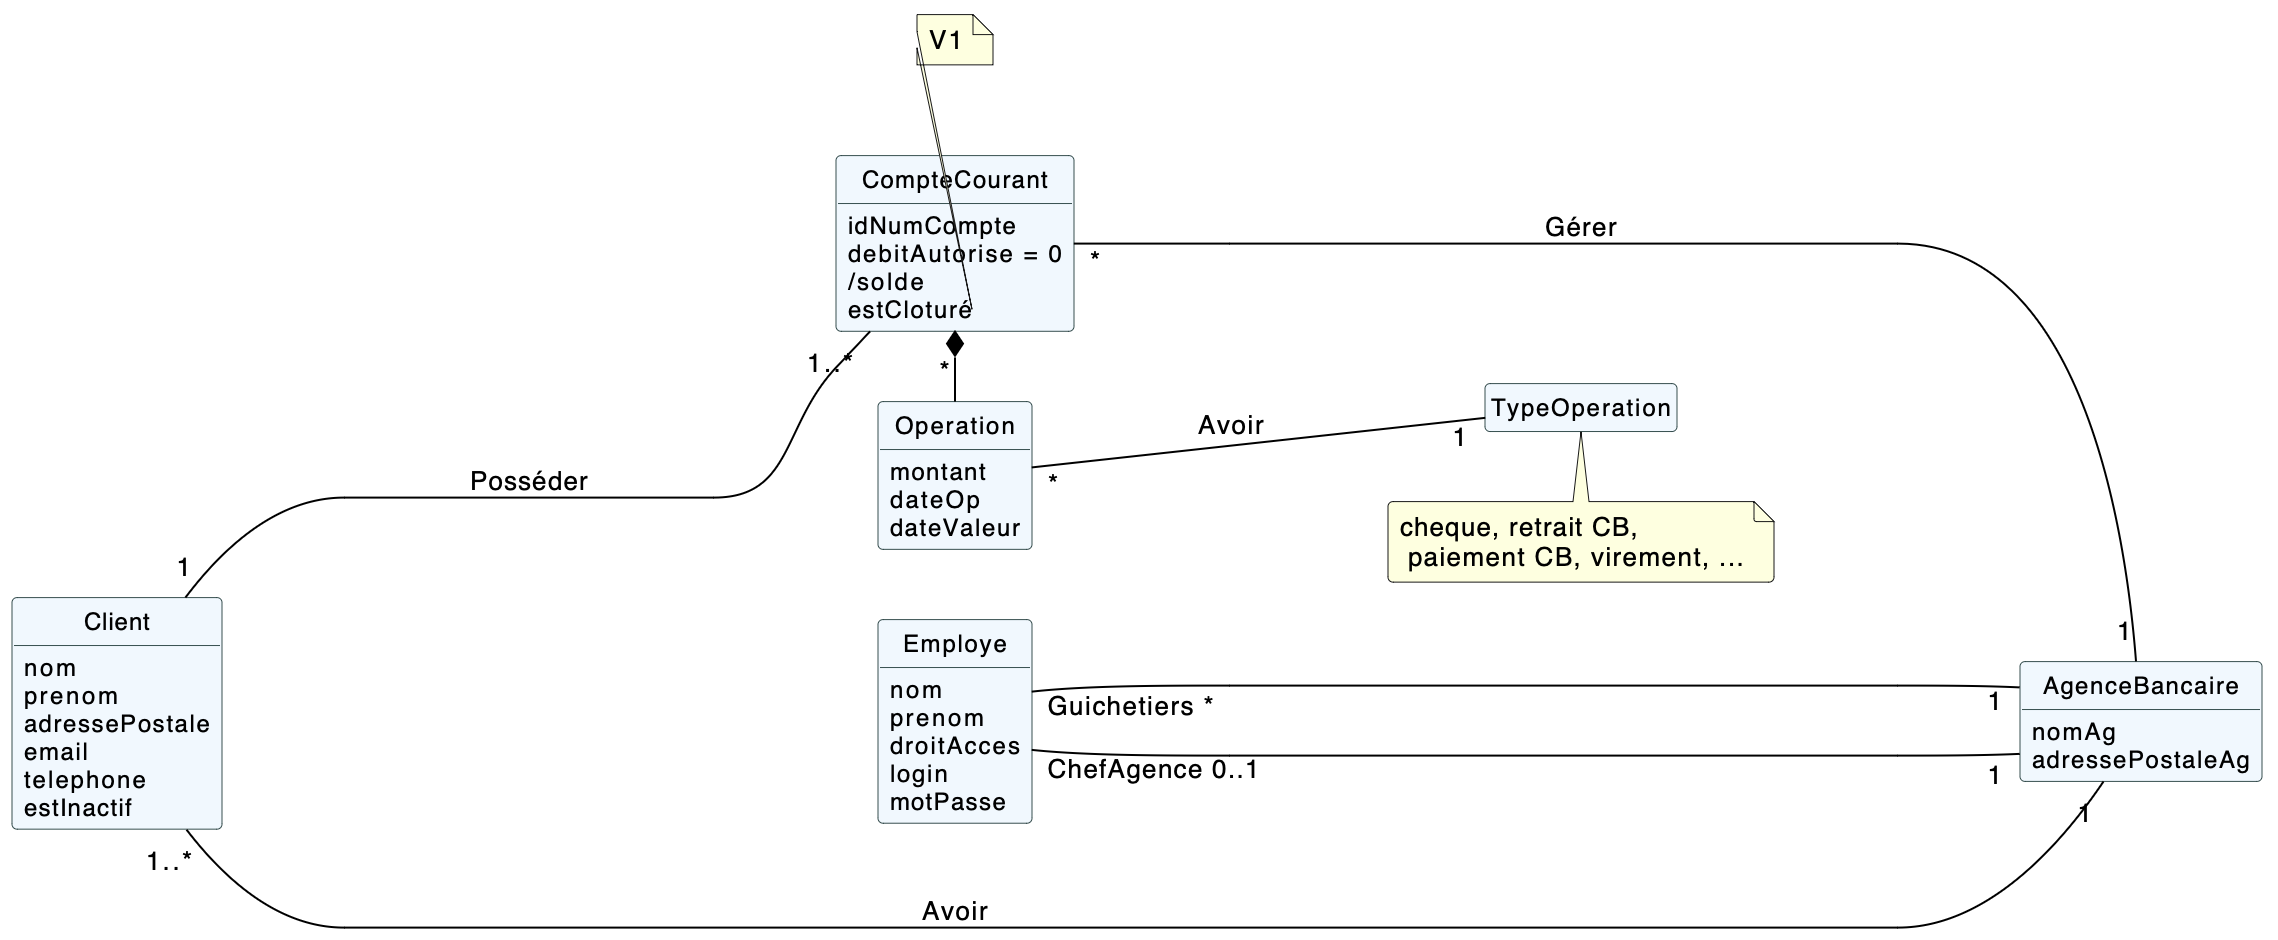 V1
CompteCourant
idNumCompte
debitAutorise = 0
/solde
estCloturé
Gérer
*
1..*
*
Operation
montant
dateOp
dateValeur
Avoir
*
1
TypeOperation
cheque, retrait CB,
paiement CB, virement, ...
Posséder
1
Client
nom
prenom
adressePostale
email
telephone
estInactif
1..*
Employe
nom
prenom
droitAcces
login
motPasse
Guichetiers *
1
ChefAgence 0..1
1
1
AgenceBancaire
nomAg
adressePostaleAg
1
Avoir